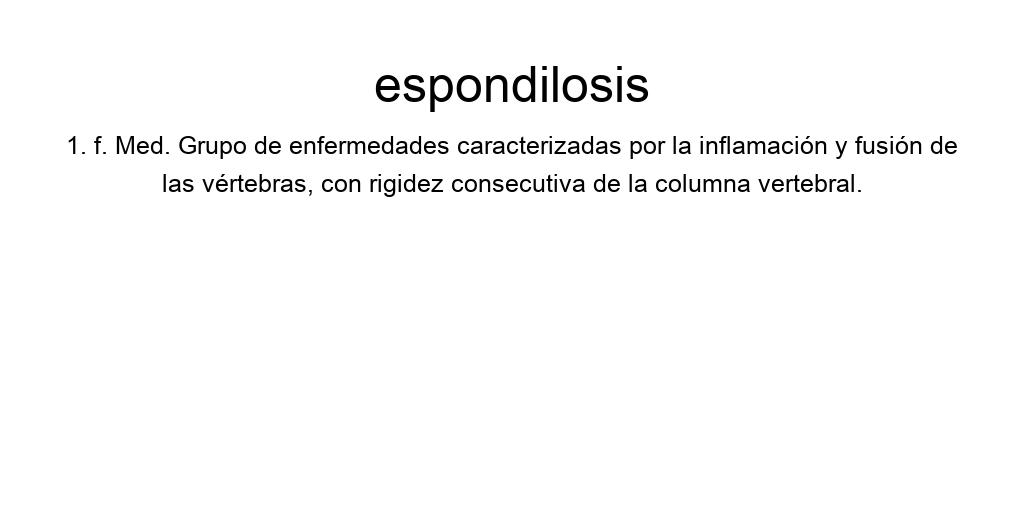 espondilosis
1. f. Med. Grupo de enfermedades caracterizadas por la inflamación y fusión de
las vértebras, con rigidez consecutiva de la columna vertebral.